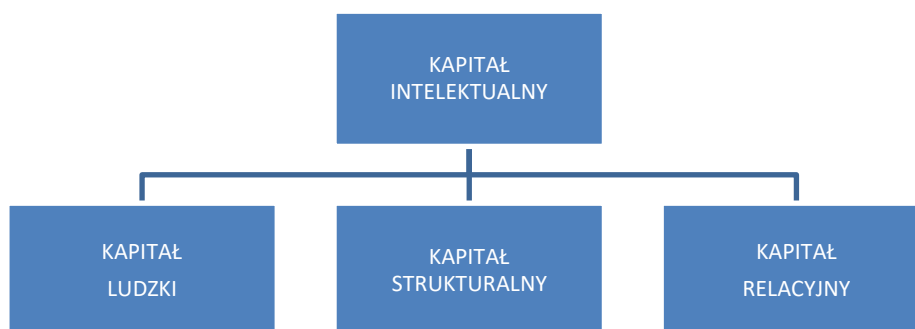 KAPITAŁ
INTELEKTUALNY
KAPITAŁ
LUDZKI
KAPITAŁ
STRUKTURALNY
KAPITAŁ
RELACYJNY